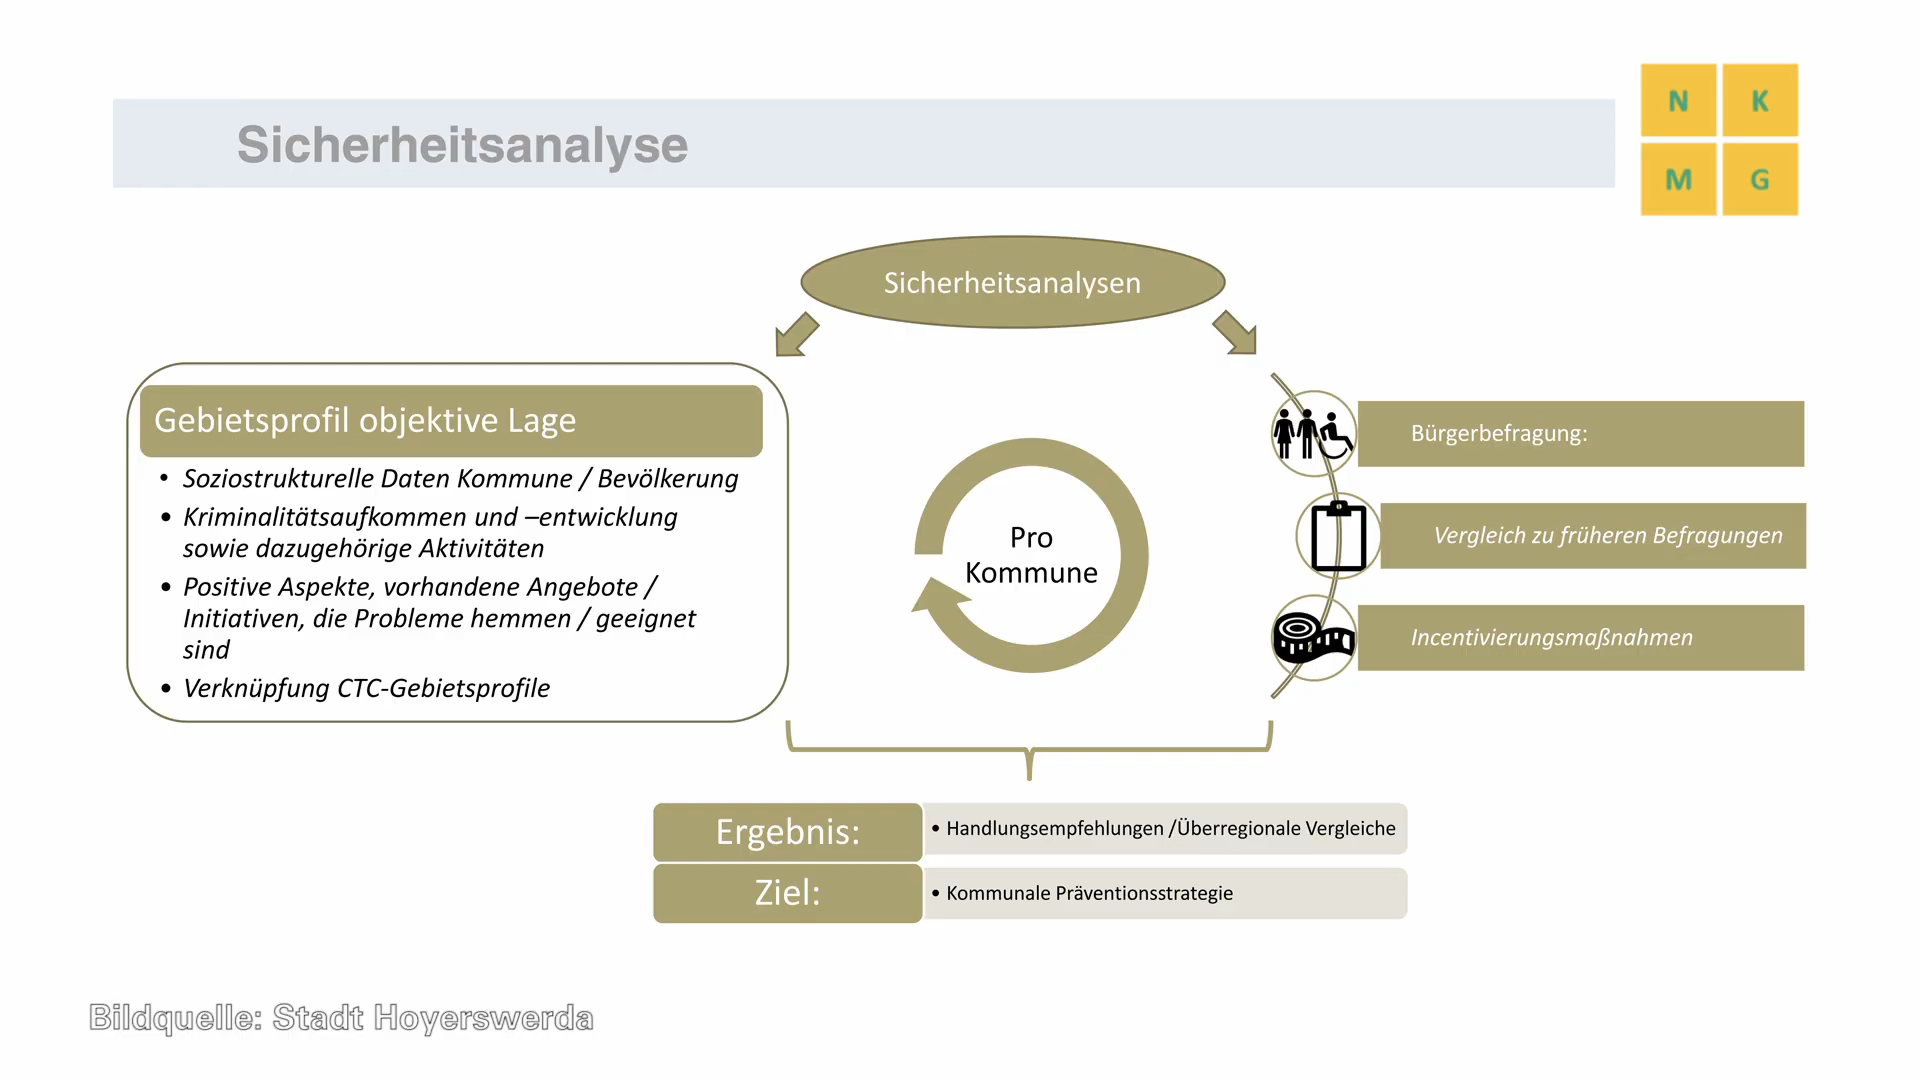 Sicherheitsanalyse
N K
M G
Sicherheitsanalysen
Gebietsprofil objektive Lage
• Soziostrukturelle Daten Kommune / Bevölkerung
• Kriminalitätsaufkommen und –entwicklung
sowie dazugehörige Aktivitäten
• Positive Aspekte, vorhandene Angebote /
Initiativen, die Probleme hemmen / geeignet
sind
• Verknüpfung CTC-Gebietsprofile
Pro
Kommune
Bürgerbefragung:
Vergleich zu früheren Befragungen
Incentivierungsmaßnahmen
Ergebnis:
• Handlungsempfehlungen /Überregionale Vergleiche
Ziel:
• Kommunale Präventionsstrategie
Bildquelle: Stadt Hoyerswerda